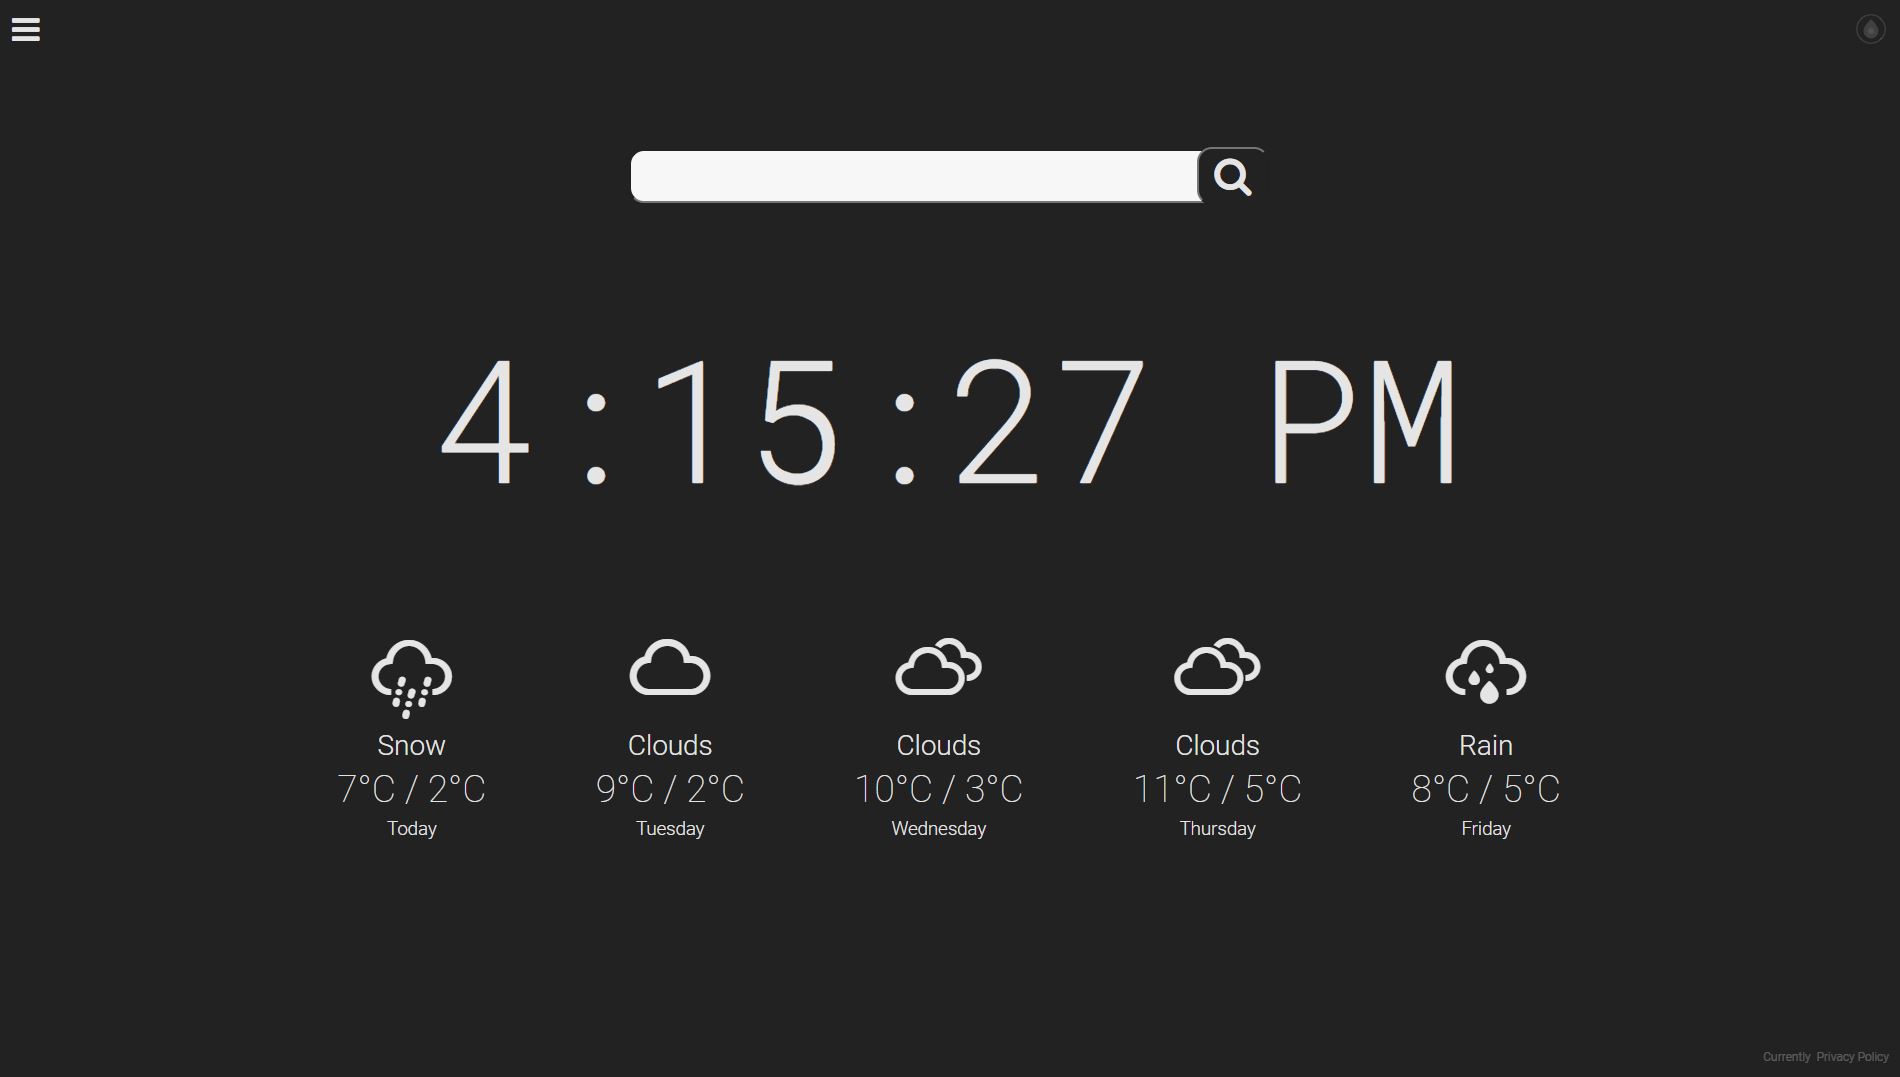 4:15:27 PM
Snow Clouds Clouds Clouds Rain
7°C / 2°C 9°C / 2°C 10°C / 3°C 11°C / 5°C 8°C / 5°C
Today Tuesday Wednesday Thursday Friday
Currently Privacy Policy